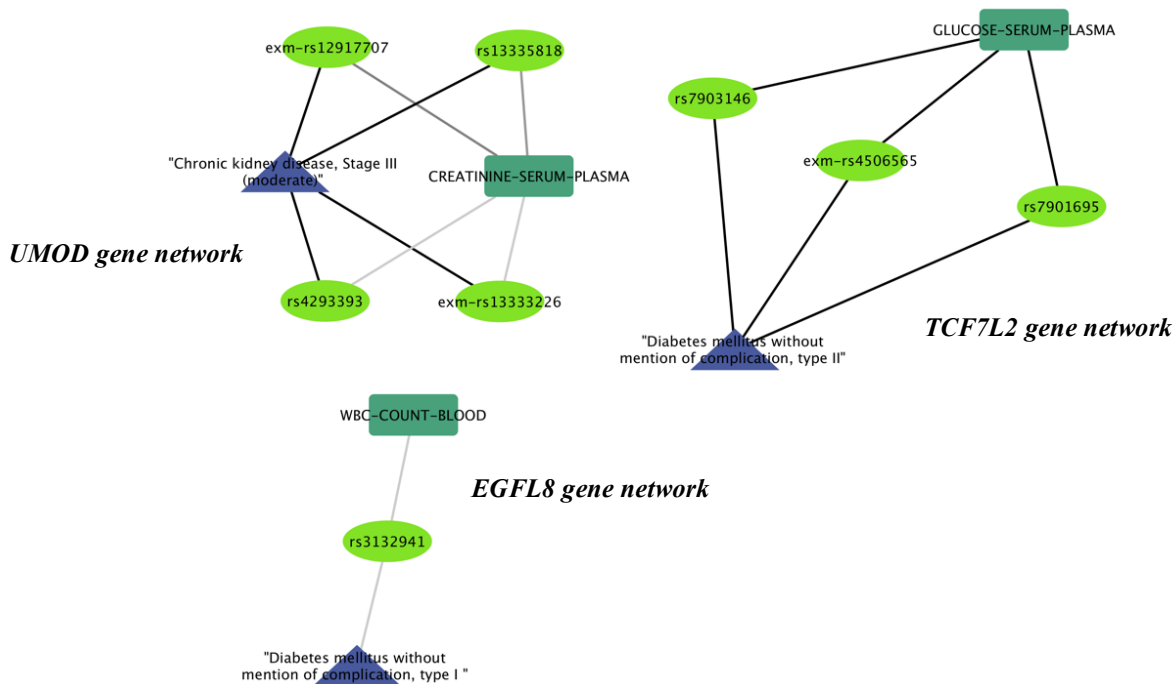 exm-rs12917707
rs13335818
"Chronic kidney disease, Stage III
(moderate)"
CREATININE-SERUM-PLASMA
UMOD gene network
rs4293393
exm-rs13333226
GLUCOSE-SERUM-PLASMA
rs7903146
exm-rs4506565
rs7901695
TCF7L2 gene network
"Diabetes mellitus without
mention of complication, type II"
WBC-COUNT-BLOOD
EGFL8 gene network
rs3132941
"Diabetes mellitus without
mention of complication, type I "